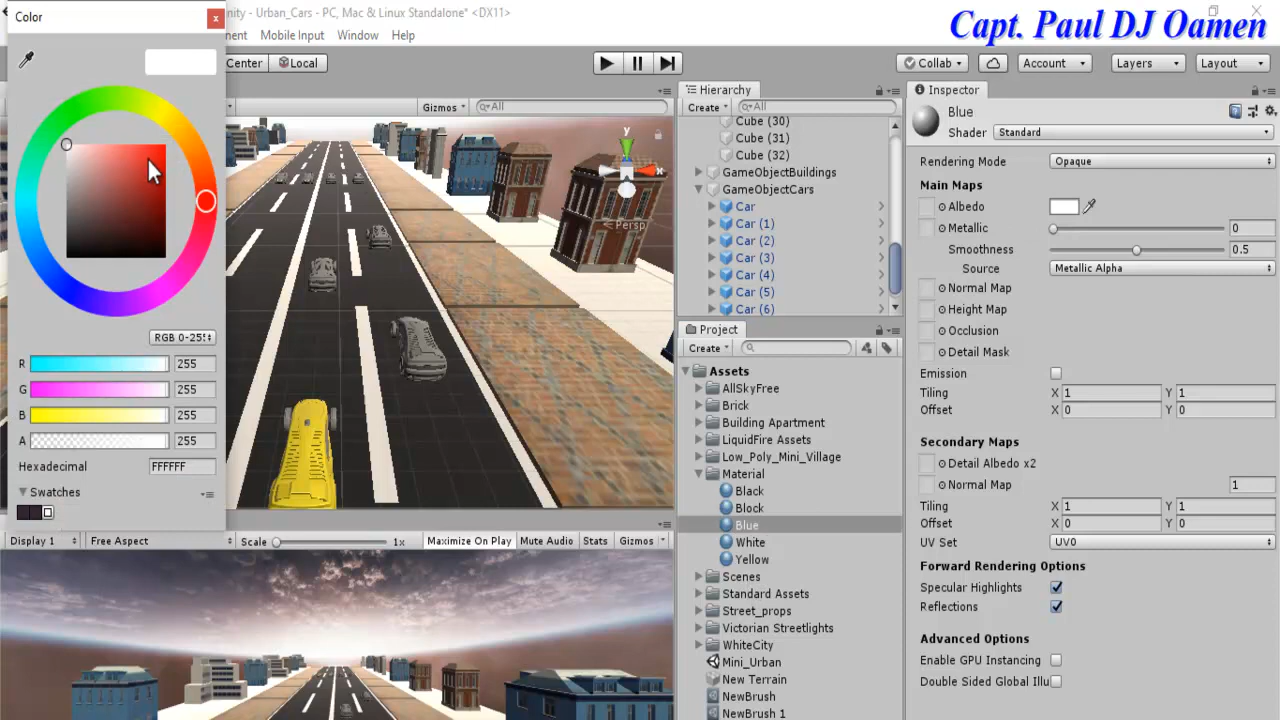 Color
nity - Urban_Cars - PC, Mac & Linux Standalone* <DX11>
Capt. Paul DJ Oamen
nent Mobile Input Window Help
Center Local
Collab Account Layers Layout
Gizmos All
Hierarchy
Create All
Cube (30)
Cube (31)
Cube (32)
GameObjectBuildings
GameObjectCars
Car
Car (1)
Car (2)
Car (3)
Car (4)
Car (5)
Car (6)
y
x
Persp
Inspector
Blue
Shader Standard
Rendering Mode Opaque
Main Maps
Albedo
Metallic 0
Smoothness 0.5
Source Metallic Alpha
Normal Map
Height Map
Occlusion
Detail Mask
Emission
Tiling X 1 Y 1
Offset X 0 Y 0
Secondary Maps
Detail Albedo x2
Normal Map 1
Tiling X 1 Y 1
Offset X 0 Y 0
UV Set UV0
Forward Rendering Options
Specular Highlights
Reflections
Advanced Options
Enable GPU Instancing
Double Sided Global Illu
RGB 0-25
R 255
G 255
B 255
A 255
Hexadecimal FFFFFF
Swatches
Display 1 Free Aspect Scale 1x Maximize On Play Mute Audio Stats Gizmos
Project
Create
Assets
AllSkyFree
Brick
Building Apartment
LiquidFire Assets
Low_Poly_Mini_Village
Material
Black
Block
Blue
White
Yellow
Scenes
Standard Assets
Street_props
Victorian Streetlights
WhiteCity
Mini_Urban
New Terrain
NewBrush
NewBrush 1